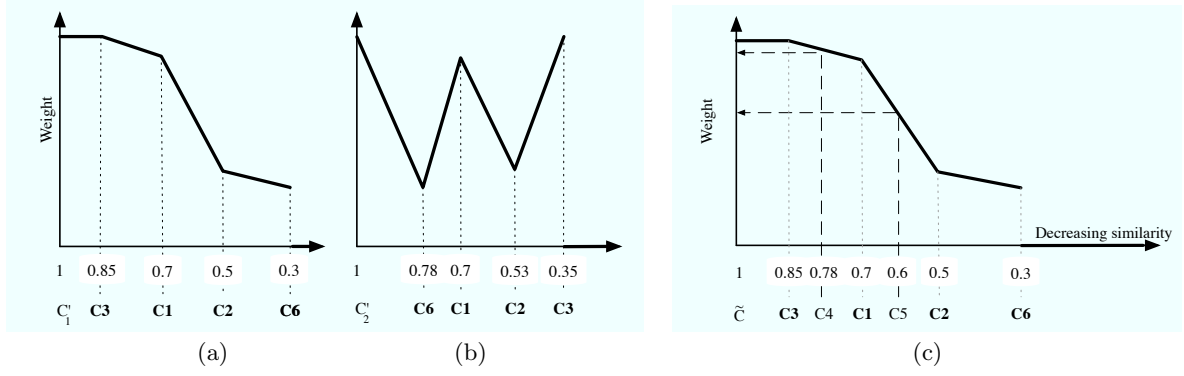 Weight
1 0.85 0.7 0.5 0.3
C'1 C3 C1 C2 C6
(a)
0.78 0.7 0.53 0.35
C'2 C6 C1 C2 C3
(b)
Weight
Decreasing similarity
1 0.85 0.78 0.7 0.6 0.5 0.3
C̃ C3 C4 C1 C5 C2 C6
(c)